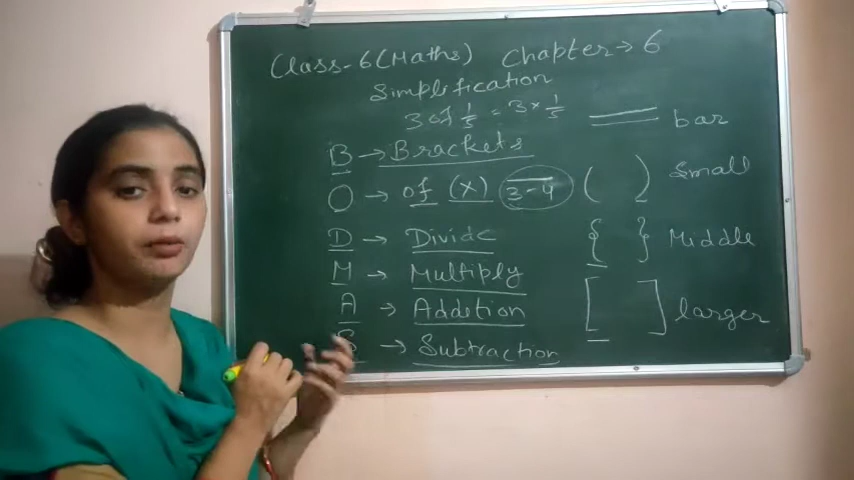 Class-6(Maths) Chapter→6
Simplification
3 of 1/5 = 3 × 1/5
bar
B → Brackets
O → of (x) 3-4 ( ) Small
D → Divide { } Middle
M → Multiply
A → Addition [ ] larger
S → Subtraction